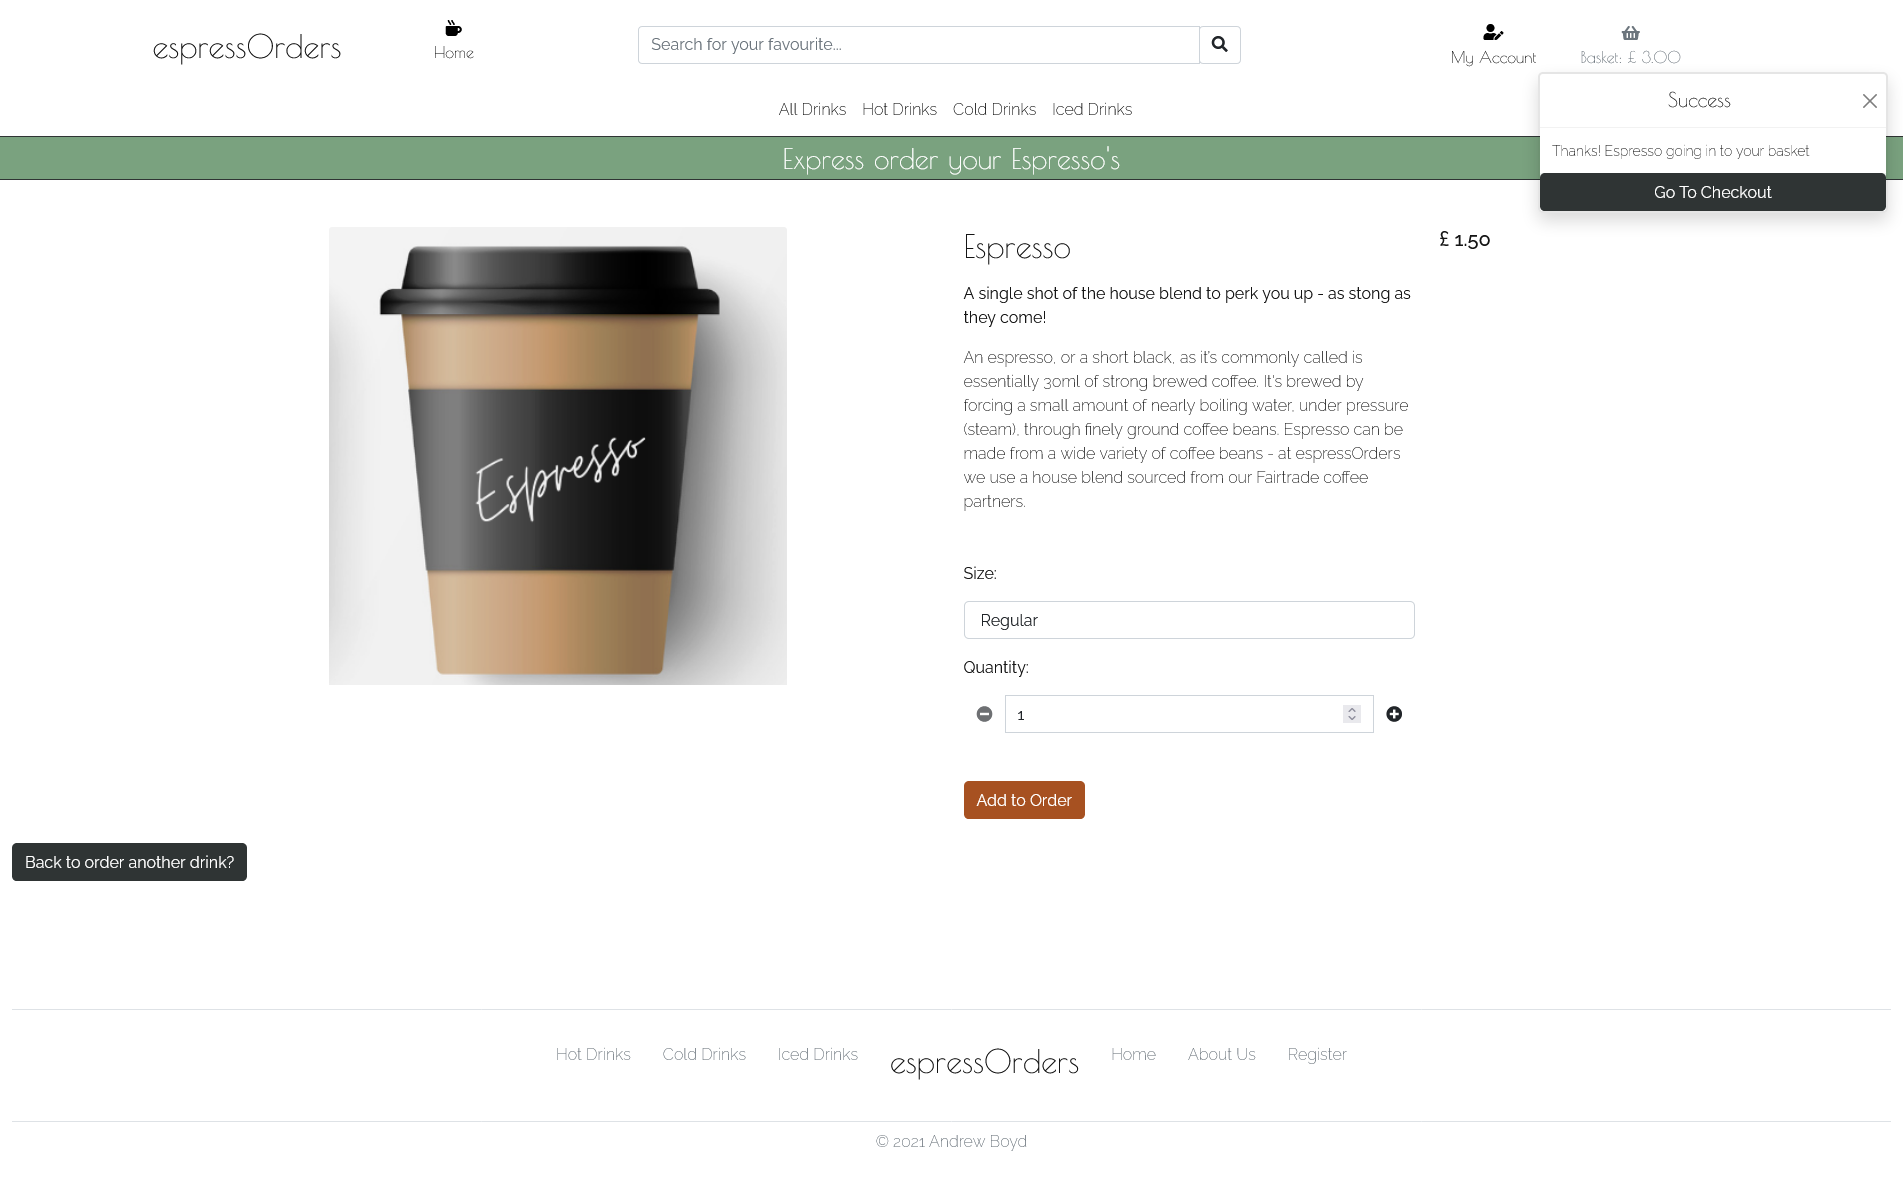 espressOrders
Home
Search for your favourite...
My Account
Basket: £ 3.00
All Drinks
Hot Drinks
Cold Drinks
Iced Drinks
Success
Thanks! Espresso going in to your basket
Go To Checkout
Express order your Espresso's
Espresso
Espresso
£ 1.50
A single shot of the house blend to perk you up - as stong as
they come!
An espresso, or a short black, as it's commonly called is
essentially 30ml of strong brewed coffee. It's brewed by
forcing a small amount of nearly boiling water, under pressure
(steam), through finely ground coffee beans. Espresso can be
made from a wide variety of coffee beans - at espressOrders
we use a house blend sourced from our Fairtrade coffee
partners.
Size:
Regular
Quantity:
1
Add to Order
Back to order another drink?
Hot Drinks
Cold Drinks
Iced Drinks
espressOrders
Home
About Us
Register
© 2021 Andrew Boyd